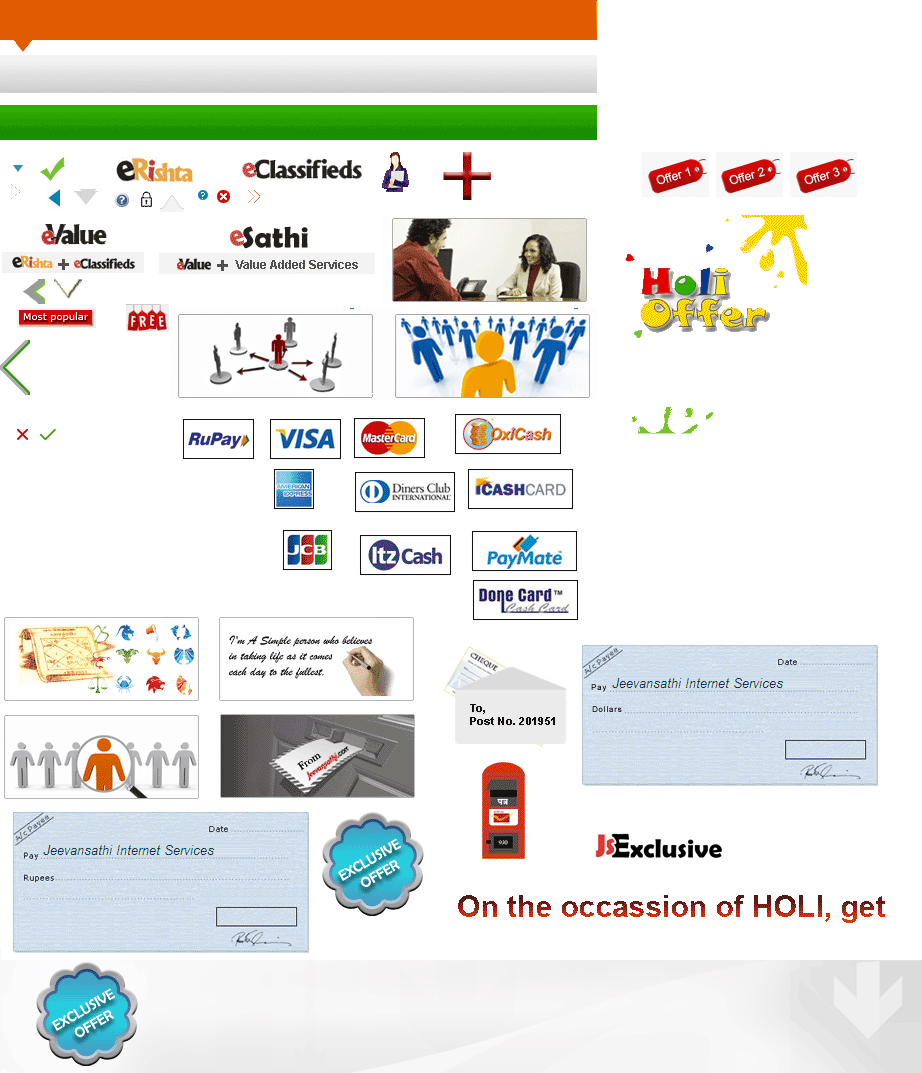 eRishta
eClassifieds
Offer 1
Offer 2
Offer 3
eValue
eSathi
eRishta + eClassifieds
eValue + Value Added Services
Holi
Offer
Most popular
FREE
RuPay
VISA
MasterCard
OxiCash
AMERICAN
EXPRESS
Diners Club
INTERNATIONAL
ICASHCARD
JCB
Itz Cash
PayMate
Done Card™
Cash Card
I'm A Simple person who believes
in taking life as it comes
each day to the fullest.
CHEQUE
To,
Post No. 201951
A/c Payee
Date
Pay Jeevansathi Internet Services
Dollars
From
Jeevansathi.com
पत्र
A/c Payee
Date
Pay Jeevansathi Internet Services
Rupees
EXCLUSIVE
OFFER
JSExclusive
On the occassion of HOLI, get
EXCLUSIVE
OFFER